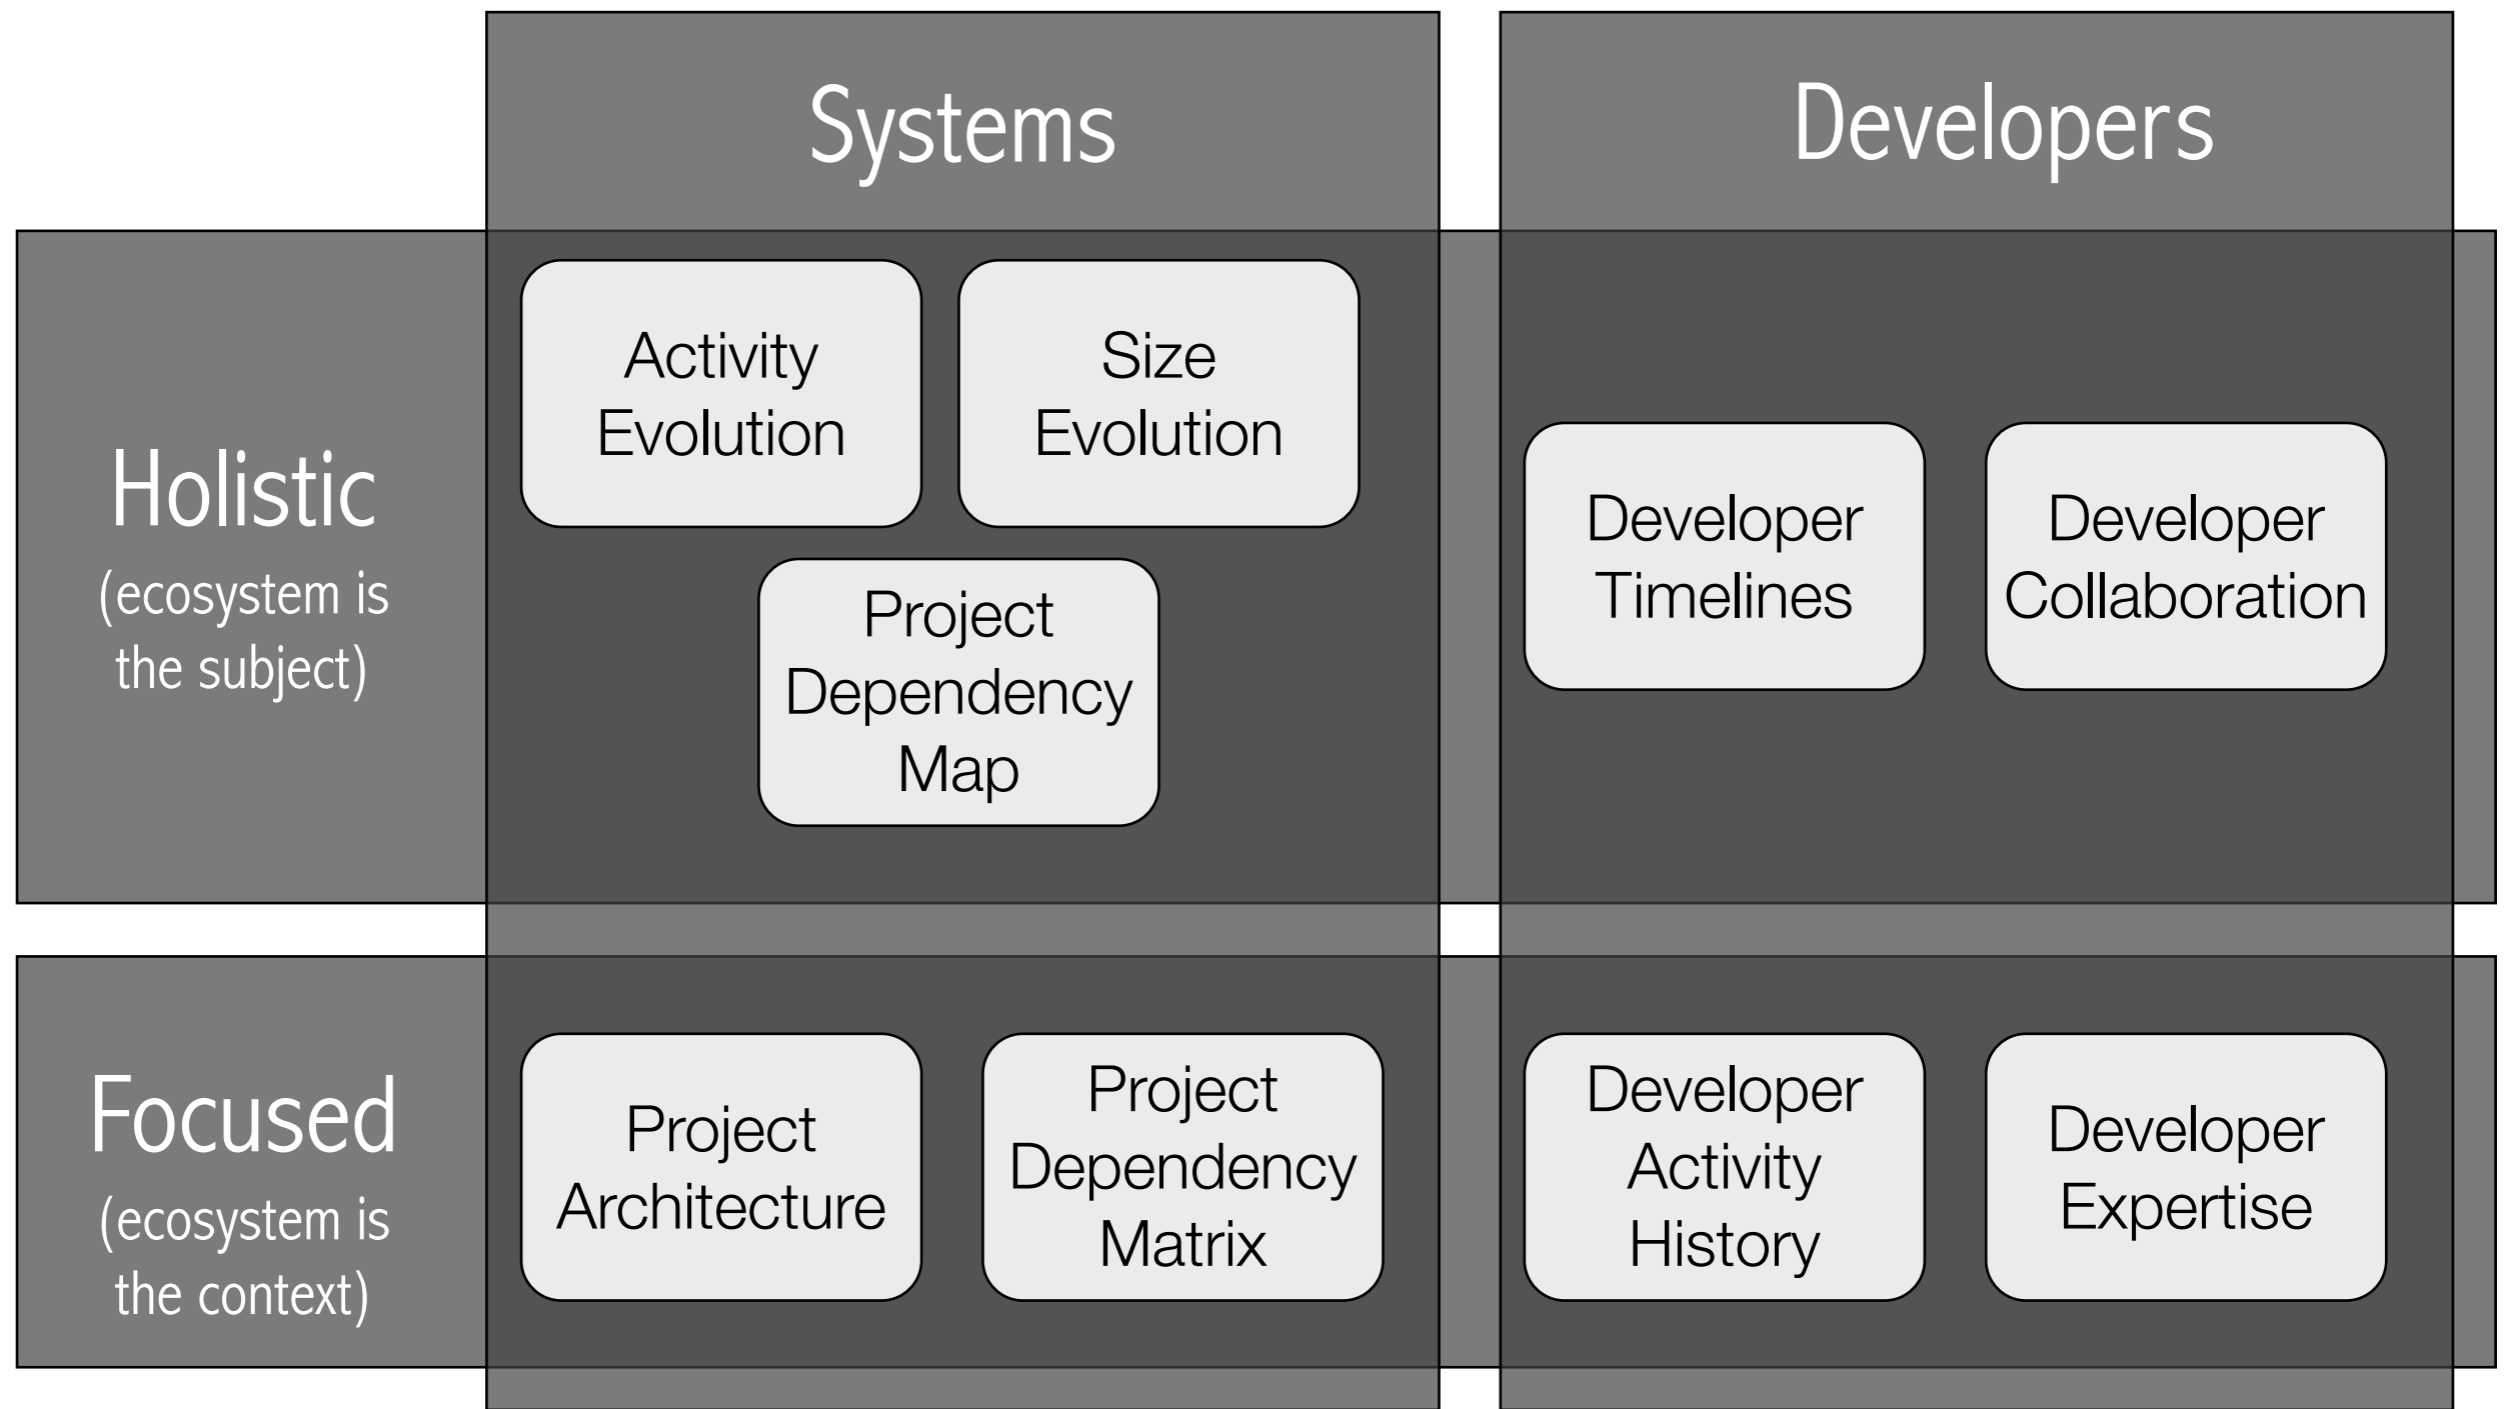 Systems
Developers
Holistic
(ecosystem is
the subject)
Activity
Evolution
Size
Evolution
Project
Dependency
Map
Developer
Timelines
Developer
Collaboration
Focused
(ecosystem is
the context)
Project
Architecture
Project
Dependency
Matrix
Developer
Activity
History
Developer
Expertise